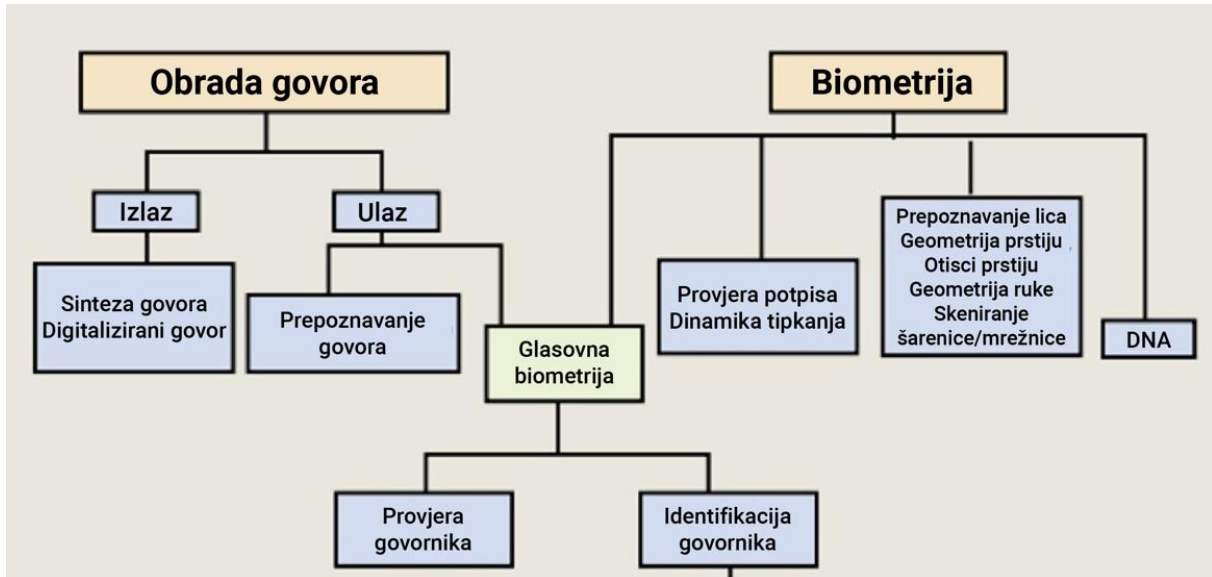 Obrada govora
Biometrija
Izlaz
Ulaz
Sinteza govora
Digitalizirani govor
Prepoznavanje
govora
Glasovna
biometrija
Provjera potpisa
Dinamika tipkanja
Prepoznavanje lica
Geometrija prstiju
Otisci prstiju
Geometrija ruke
Skeniranje
šarenice/mrežnice
DNA
Provjera
govornika
Identifikacija
govornika